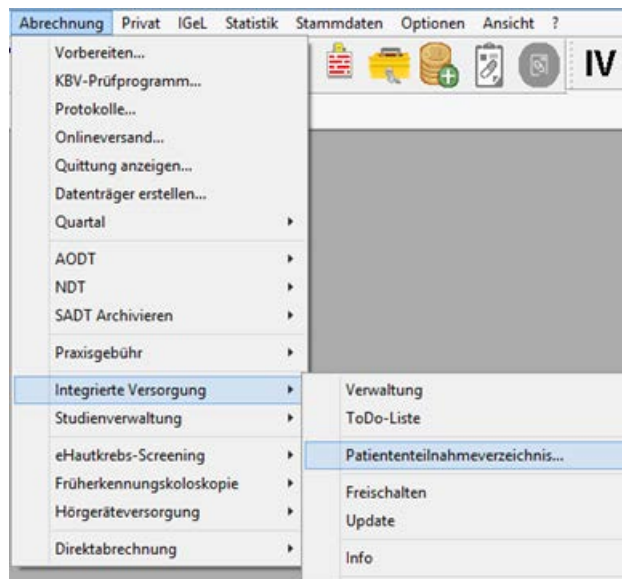 Abrechnung Privat IGeL Statistik Stammdaten Optionen Ansicht ?
IV
Vorbereiten...
KBV-Prüfprogramm...
Protokolle...
Onlineversand...
Quittung anzeigen...
Datenträger erstellen...
Quartal
AODT
NDT
SADT Archivieren
Praxisgebühr
Integrierte Versorgung
Studienverwaltung
eHautkrebs-Screening
Früherkennungskoloskopie
Hörgeräteversorgung
Direktabrechnung
Verwaltung
ToDo-Liste
Patiententeilnahmeverzeichnis...
Freischalten
Update
Info